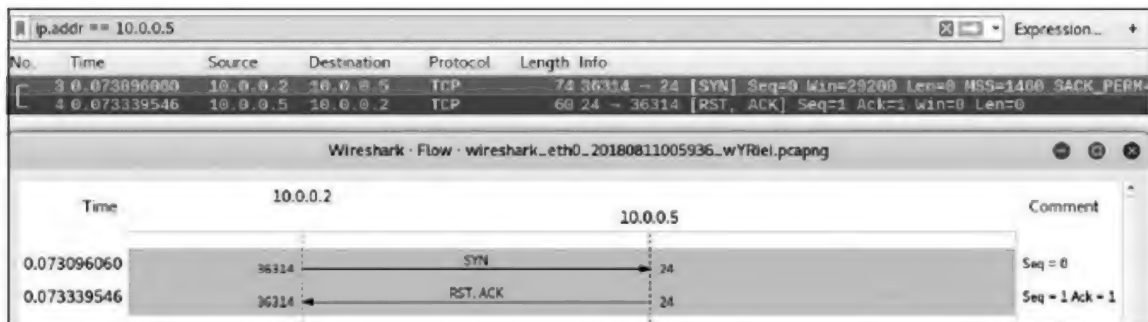 ip.addr == 10.0.0.5 Expression... +
No. Time Source Destination Protocol Length Info
3 0.073096060 10.0.0.2 10.0.0.5 TCP 74 36314 → 24 [SYN] Seq=0 Win=29200 Len=0 MSS=1460 SACK_PERM
4 0.073339546 10.0.0.5 10.0.0.2 TCP 60 24 → 36314 [RST, ACK] Seq=1 Ack=1 Win=0 Len=0
Wireshark · Flow · wireshark_eth0_20180811005936_wYRiei.pcapng
Time 10.0.0.2 10.0.0.5 Comment
0.073096060 36314 SYN 24 Seq = 0
0.073339546 36314 RST, ACK 24 Seq = 1 Ack = 1